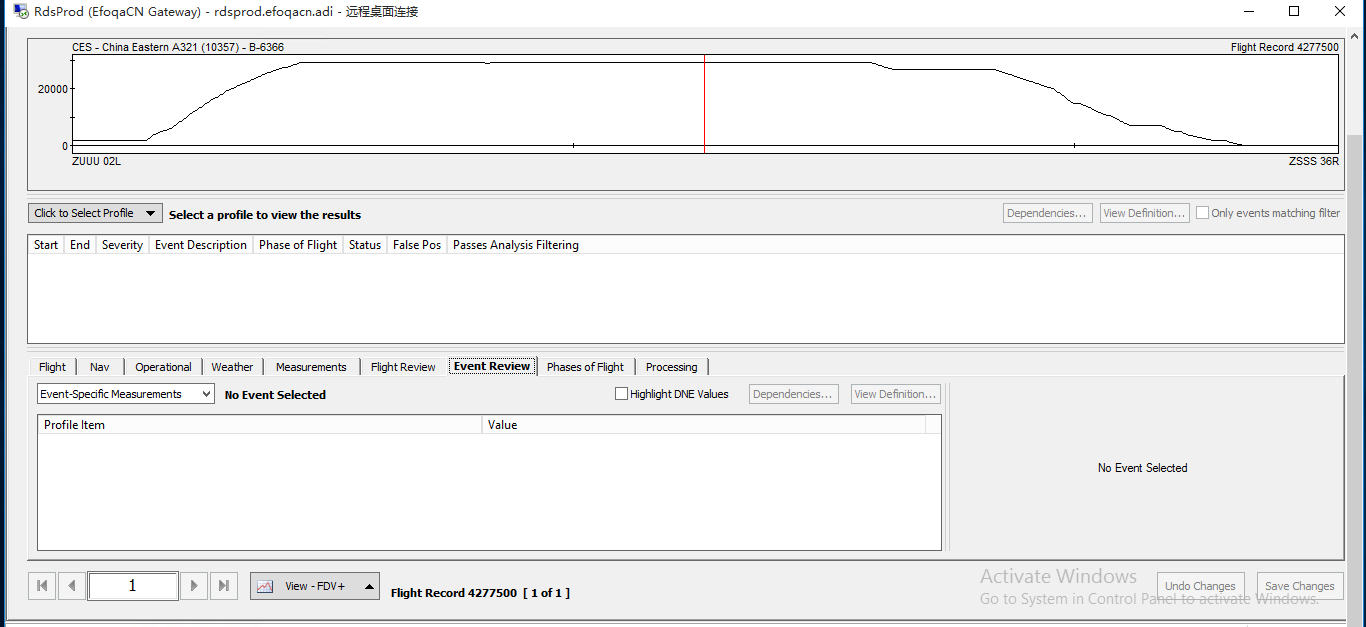 RdsProd (EfoqaCN Gateway) - rdsprod.efoqacn.adi - 远程桌面连接
CES - China Eastern A321 (10357) - B-6366
Flight Record 4277500
20000
0
ZUUU 02L
ZSSS 36R
Click to Select Profile
Select a profile to view the results
Dependencies...
View Definition...
Only events matching filter
Start End Severity Event Description Phase of Flight Status False Pos Passes Analysis Filtering
Flight Nav Operational Weather Measurements Flight Review Event Review Phases of Flight Processing
Event-Specific Measurements
No Event Selected
Highlight DNE Values
Dependencies...
View Definition...
Profile Item Value
No Event Selected
1
View - FDV+
Flight Record 4277500 [ 1 of 1 ]
Activate Windows
Go to System in Control Panel to activate Windows.
Undo Changes
Save Changes